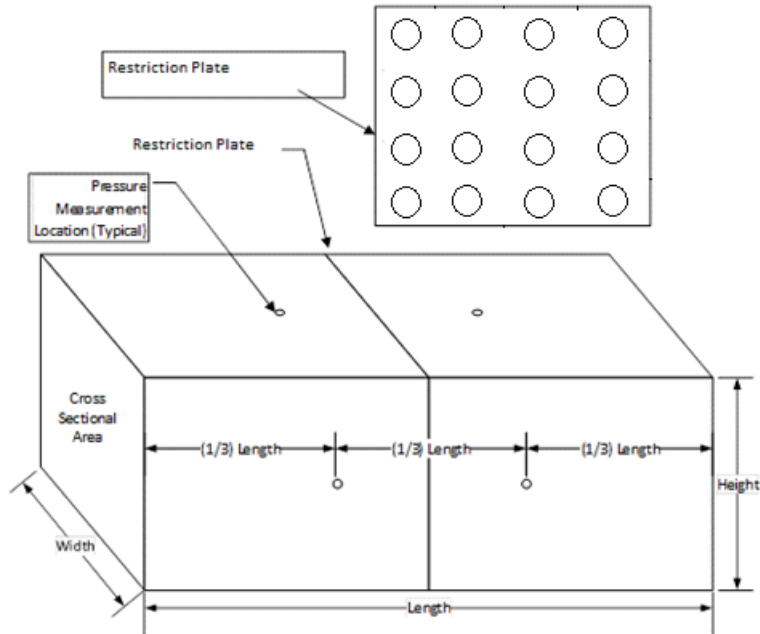 Restriction Plate
Restriction Plate
Pressure
Measurement
Location (Typical)
Cross
Sectional
Area
(1/3) Length
(1/3) Length
(1/3) Length
Height
Width
Length